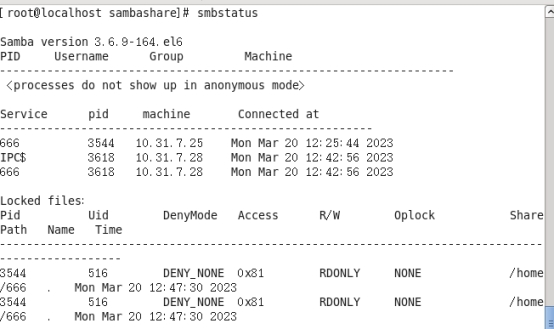 [root@localhost sambashare]# smbstatus
Samba version 3.6.9-164.el6
PID Username Group Machine
-------------------------------------------------------------------
<processes do not show up in anonymous mode>
Service pid machine Connected at
-------------------------------------------------------
666 3544 10.31.7.25 Mon Mar 20 12:25:44 2023
IPC$ 3618 10.31.7.28 Mon Mar 20 12:42:56 2023
666 3618 10.31.7.28 Mon Mar 20 12:42:56 2023
Locked files:
Pid Uid DenyMode Access R/W Oplock Share
Path Name Time
--------------------------------------------------------------------------------
------------------
3544 516 DENY_NONE 0x81 RDONLY NONE /home
/666 . Mon Mar 20 12:47:30 2023
3544 516 DENY_NONE 0x81 RDONLY NONE /home
/666 . Mon Mar 20 12:47:30 2023